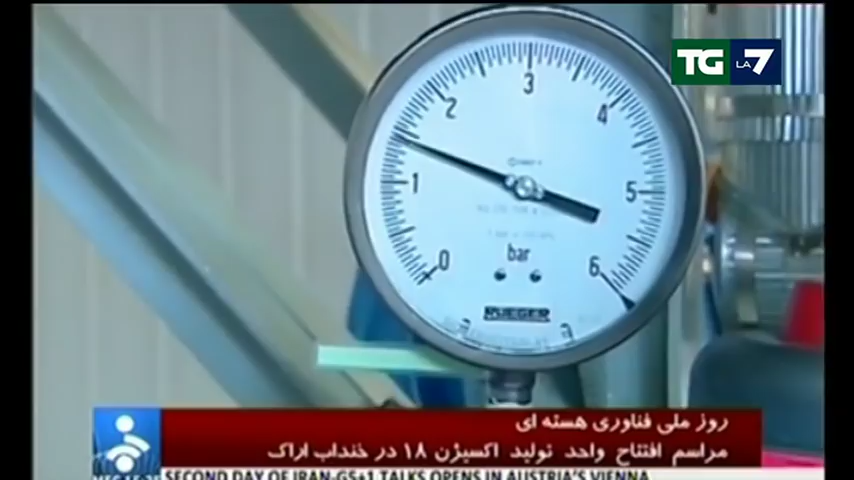 TG LA7
3
2
4
1
5
0
6
bar
RUEGER
روز ملی فناوری هسته ای
مراسم افتتاح واحد تولید اکسیژن ۱۸ در خنداب اراک
SECOND DAY OF IRAN-G5+1 TALKS OPENS IN AUSTRIA'S VIENNA